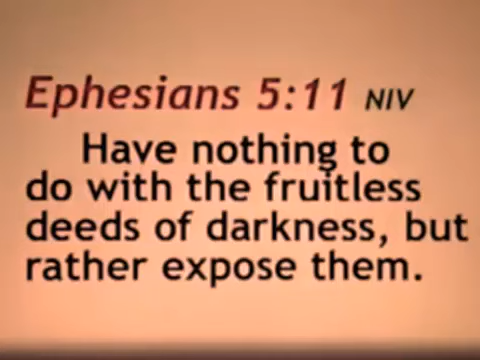 Ephesians 5:11 NIV
Have nothing to
do with the fruitless
deeds of darkness, but
rather expose them.